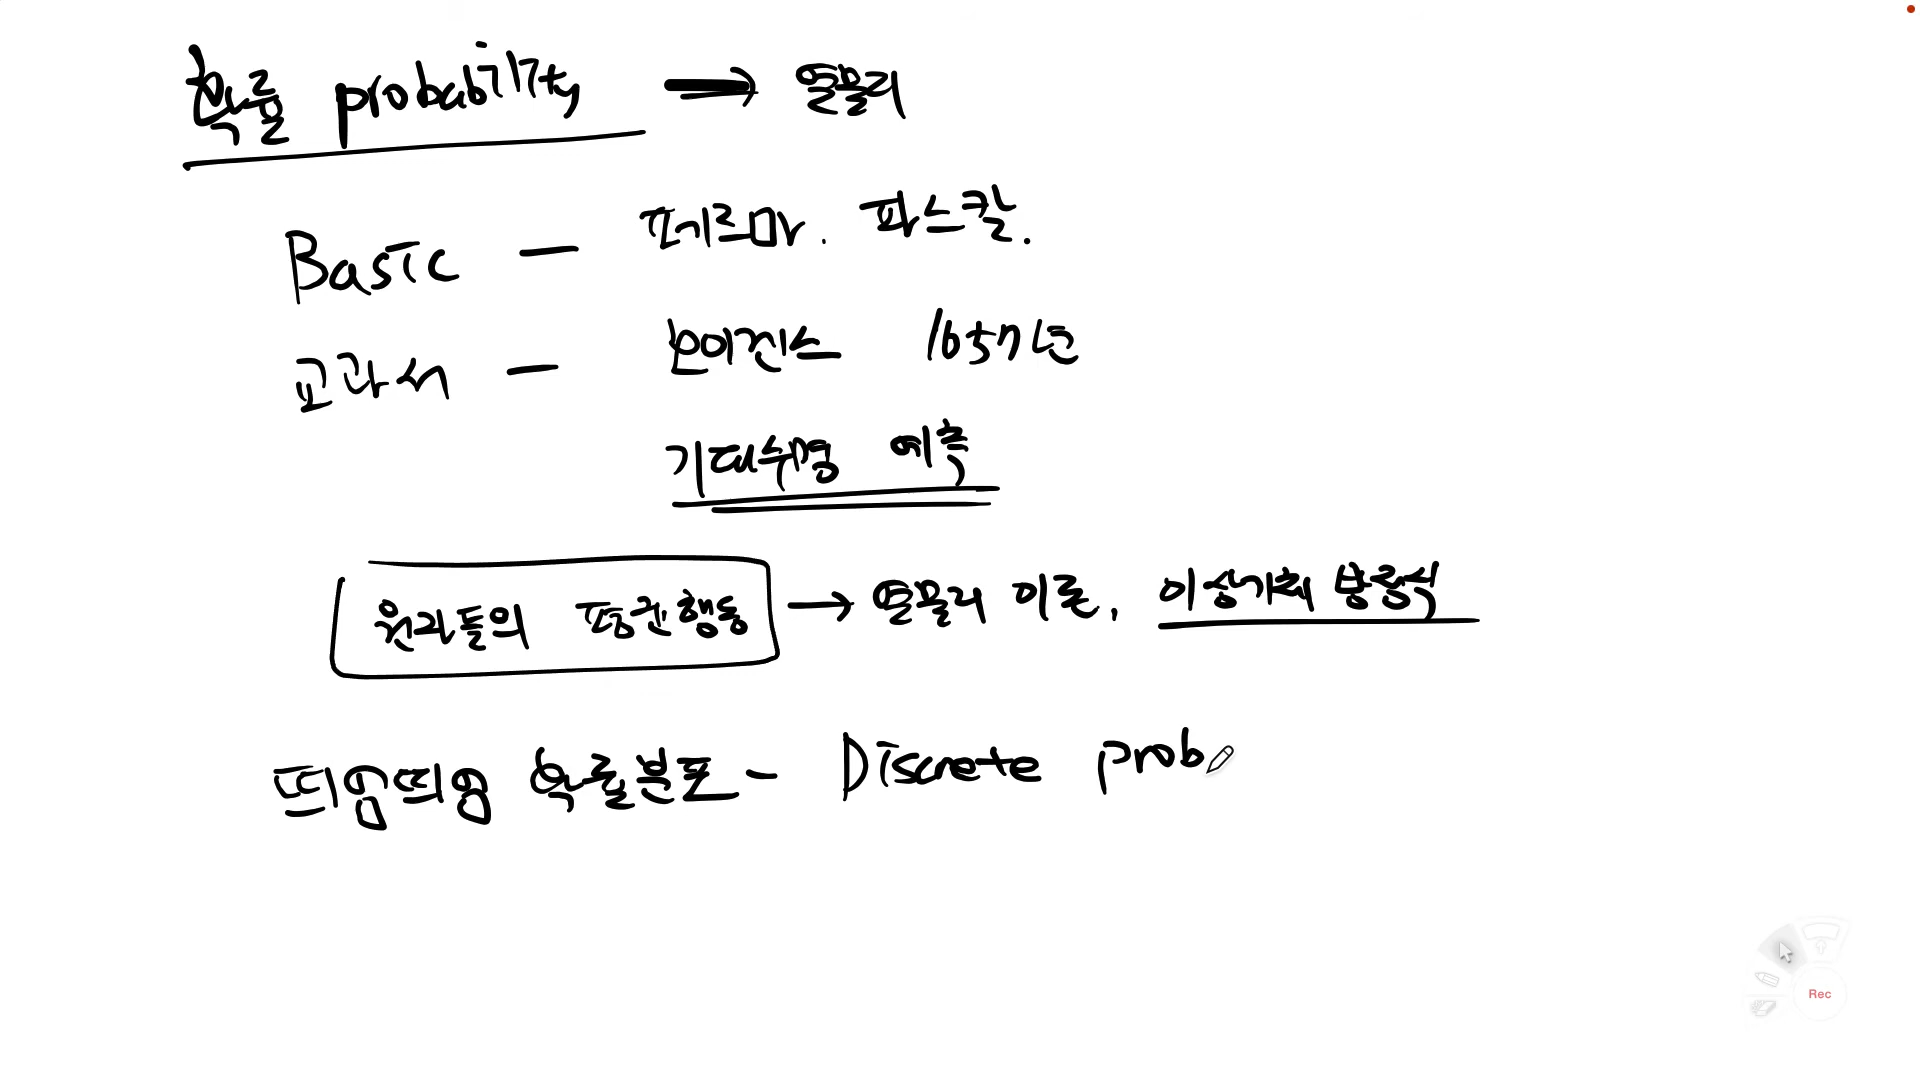 확률 probability → 열물리
Basic - 페르마. 파스칼.
교과서 - 호이겐스 1657년
기대수명 예측
원자들의 평균행동 → 열물리 이론, 이상기체 방정식
띄엄띄엄 확률분포 - Discrete prob
Rec